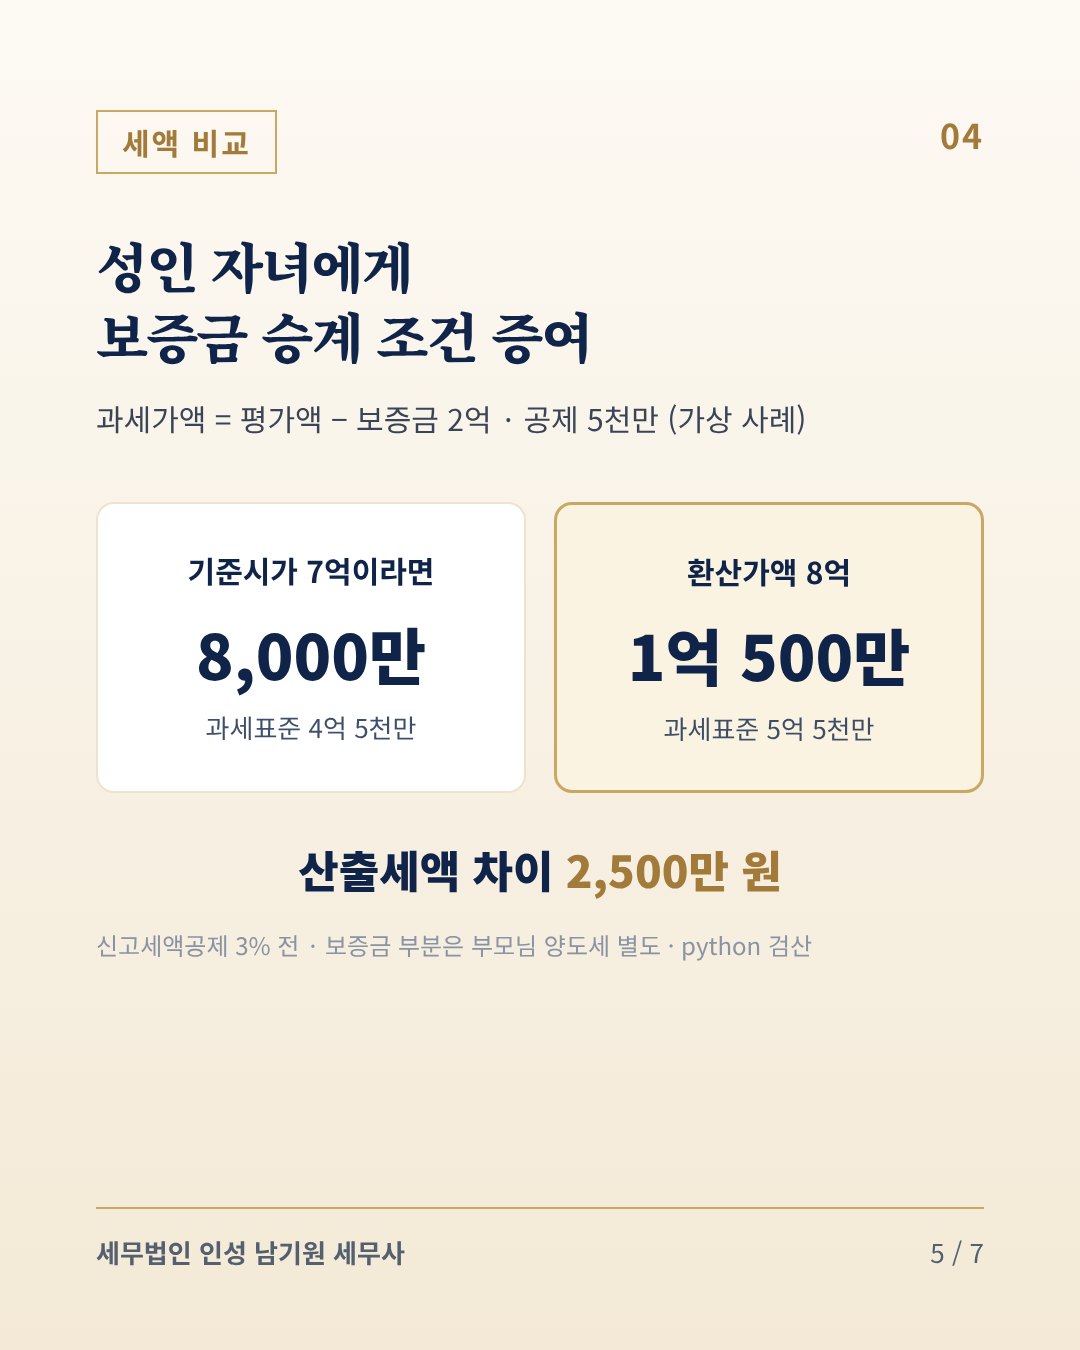 세액 비교
04
성인 자녀에게
보증금 승계 조건 증여
과세가액 = 평가액 − 보증금 2억 · 공제 5천만 (가상 사례)
기준시가 7억이라면
8,000만
과세표준 4억 5천만
환산가액 8억
1억 500만
과세표준 5억 5천만
산출세액 차이 2,500만 원
신고세액공제 3% 전 · 보증금 부분은 부모님 양도세 별도 · python 검산
세무법인 인성 남기원 세무사
5 / 7